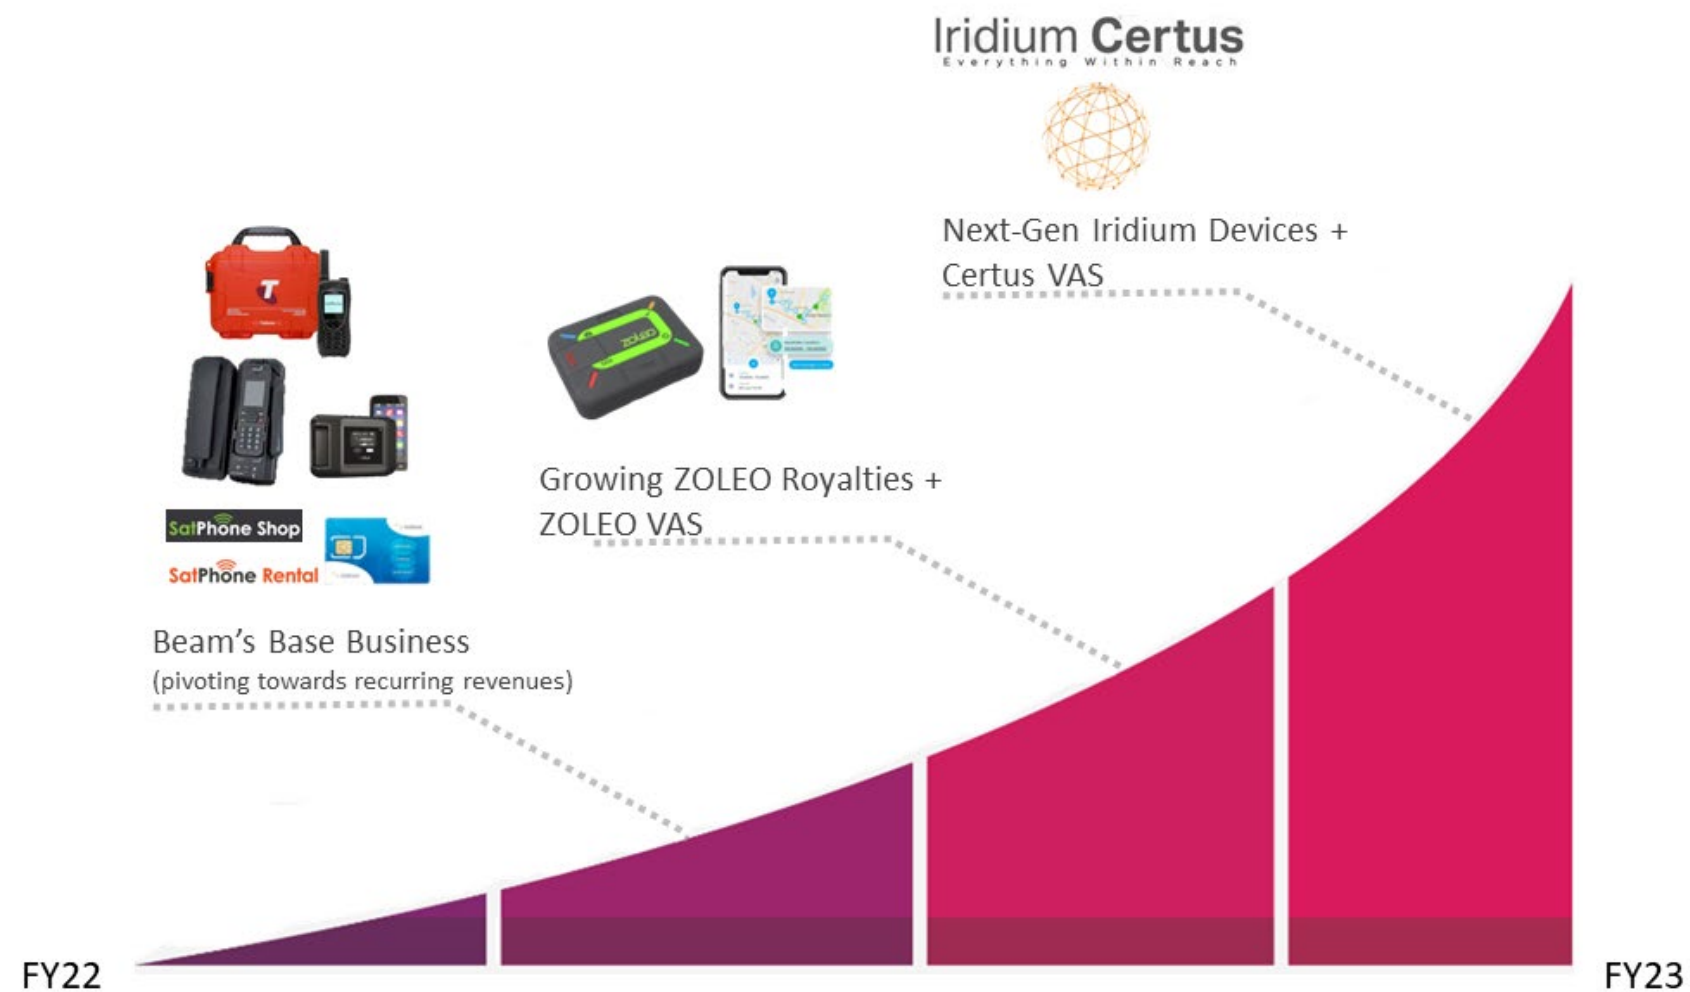 Iridium Certus
Everything Within Reach
Next-Gen Iridium Devices +
Certus VAS
T
zoleo
Growing ZOLEO Royalties +
ZOLEO VAS
SatPhone Shop
SatPhone Rental
Beam's Base Business
(pivoting towards recurring revenues)
FY22
FY23